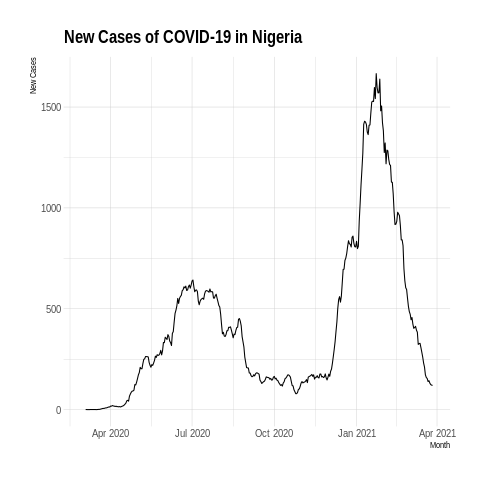 New Cases of COVID-19 in Nigeria
New Cases
1500
1000
500
0
Apr 2020 Jul 2020 Oct 2020 Jan 2021 Apr 2021
Month